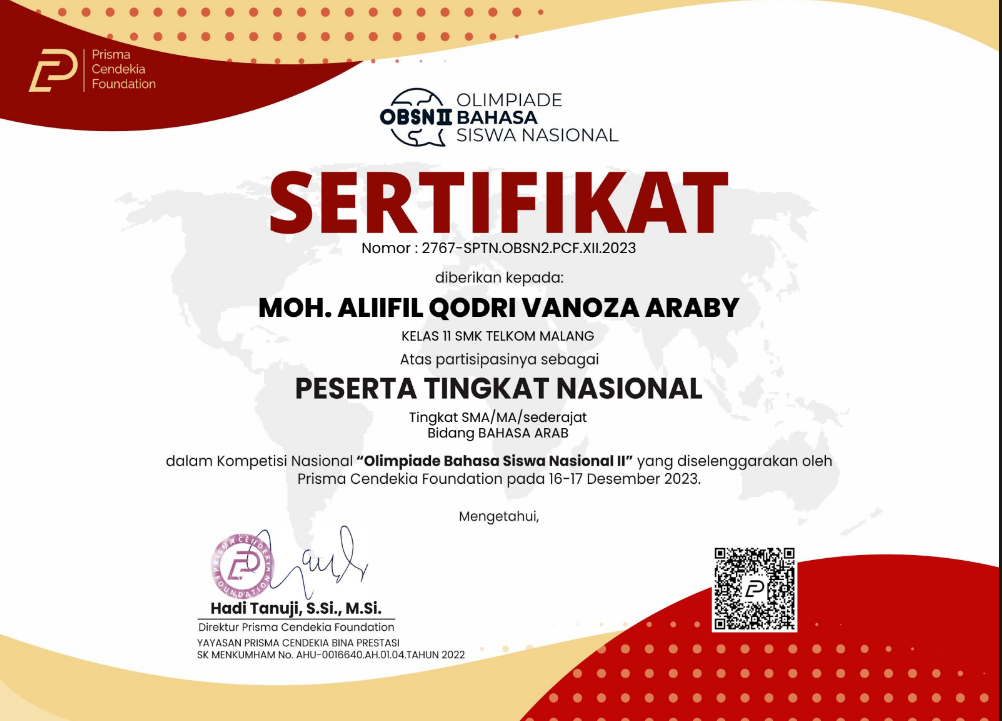 Prisma
Cendekia
Foundation
OBSN II
OLIMPIADE
BAHASA
SISWA NASIONAL
SERTIFIKAT
Nomor : 2767-SPTN.OBSN2.PCF.XII.2023
diberikan kepada:
MOH. ALIIFIL QODRI VANOZA ARABY
KELAS 11 SMK TELKOM MALANG
Atas partisipasinya sebagai
PESERTA TINGKAT NASIONAL
Tingkat SMA/MA/sederajat
Bidang BAHASA ARAB
dalam Kompetisi Nasional “Olimpiade Bahasa Siswa Nasional II” yang diselenggarakan oleh
Prisma Cendekia Foundation pada 16-17 Desember 2023.
Mengetahui,
PRISMA CENDEKIA
FOUNDATION
Hadi Tanuji, S.Si., M.Si.
Direktur Prisma Cendekia Foundation
YAYASAN PRISMA CENDEKIA BINA PRESTASI
SK MENKUMHAM No. AHU-0016640.AH.01.04.TAHUN 2022